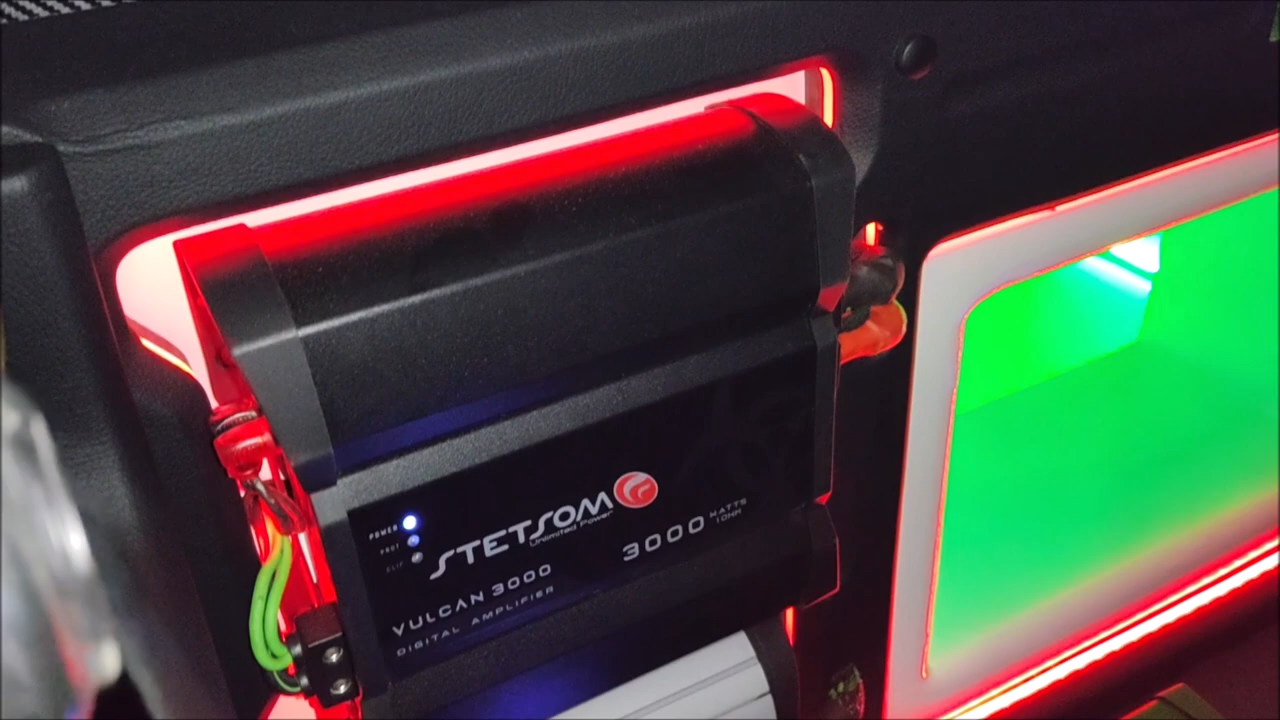 POWER
PROT
CLIP
STETSOM
Unlimited Power
3000 WATTS
1OHM
VULCAN 3000
DIGITAL AMPLIFIER